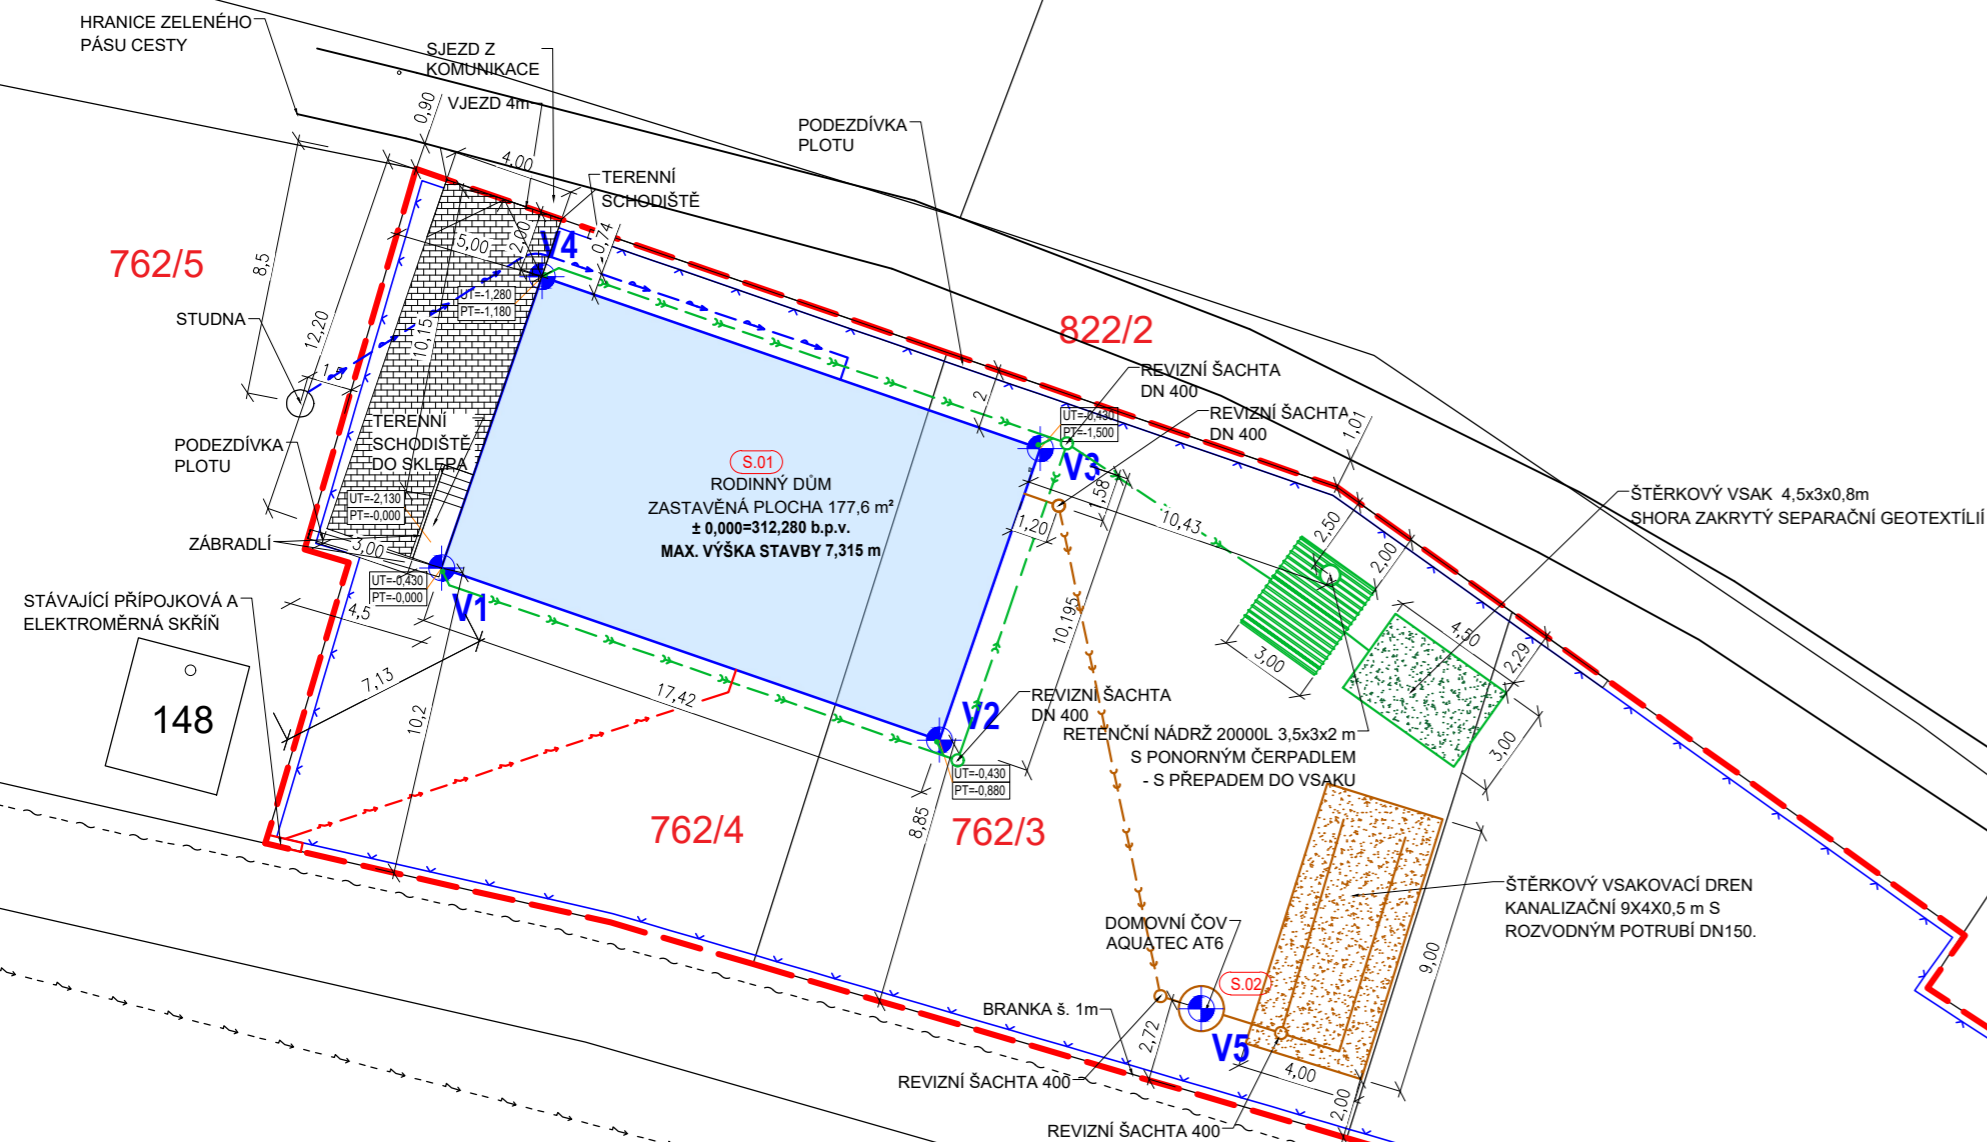 HRANICE ZELENÉHO
PÁSU CESTY
SJEZD Z
KOMUNIKACE
VJEZD 4m
0,90
4,00
PODEZDÍVKA
PLOTU
TERENNÍ
SCHODIŠTĚ
762/5
8,5
5,00
2,00
V4
0,74
UT=-1,280
PT=-1,180
STUDNA
12,20
10,15
1,5
822/2
REVIZNÍ ŠACHTA
DN 400
2
REVIZNÍ ŠACHTA
DN 400
UT=-0,430
PT=-1,500
V3
1,01
TERENNÍ
SCHODIŠTĚ
DO SKLEPA
PODEZDÍVKA
PLOTU
S.01
RODINNÝ DŮM
ZASTAVĚNÁ PLOCHA 177,6 m²
± 0,000=312,280 b.p.v.
MAX. VÝŠKA STAVBY 7,315 m
UT=-2,130
PT=-0,000
1,58
1,20
10,43
2,50
2,00
ŠTĚRKOVÝ VSAK  4,5x3x0,8m
SHORA ZAKRYTÝ SEPARAČNÍ GEOTEXTÍLIÍ
ZÁBRADLÍ
3,00
UT=-0,430
PT=-0,000
V1
4,5
STÁVAJÍCÍ PŘÍPOJKOVÁ A
ELEKTROMĚRNÁ SKŘÍŇ
10,195
4,50
2,29
3,00
7,13
17,42
148
10,2
REVIZNÍ ŠACHTA
DN 400
V2
RETENČNÍ NÁDRŽ 20000L 3,5x3x2 m
S PONORNÝM ČERPADLEM
- S PŘEPADEM DO VSAKU
3,00
UT=-0,430
PT=-0,880
8,85
762/4
762/3
ŠTĚRKOVÝ VSAKOVACÍ DREN
KANALIZAČNÍ 9X4X0,5 m S
ROZVODNÝM POTRUBÍ DN150.
DOMOVNÍ ČOV
AQUATEC AT6
9,00
S.02
BRANKA š. 1m
2,72
V5
4,00
REVIZNÍ ŠACHTA 400
2,00
REVIZNÍ ŠACHTA 400